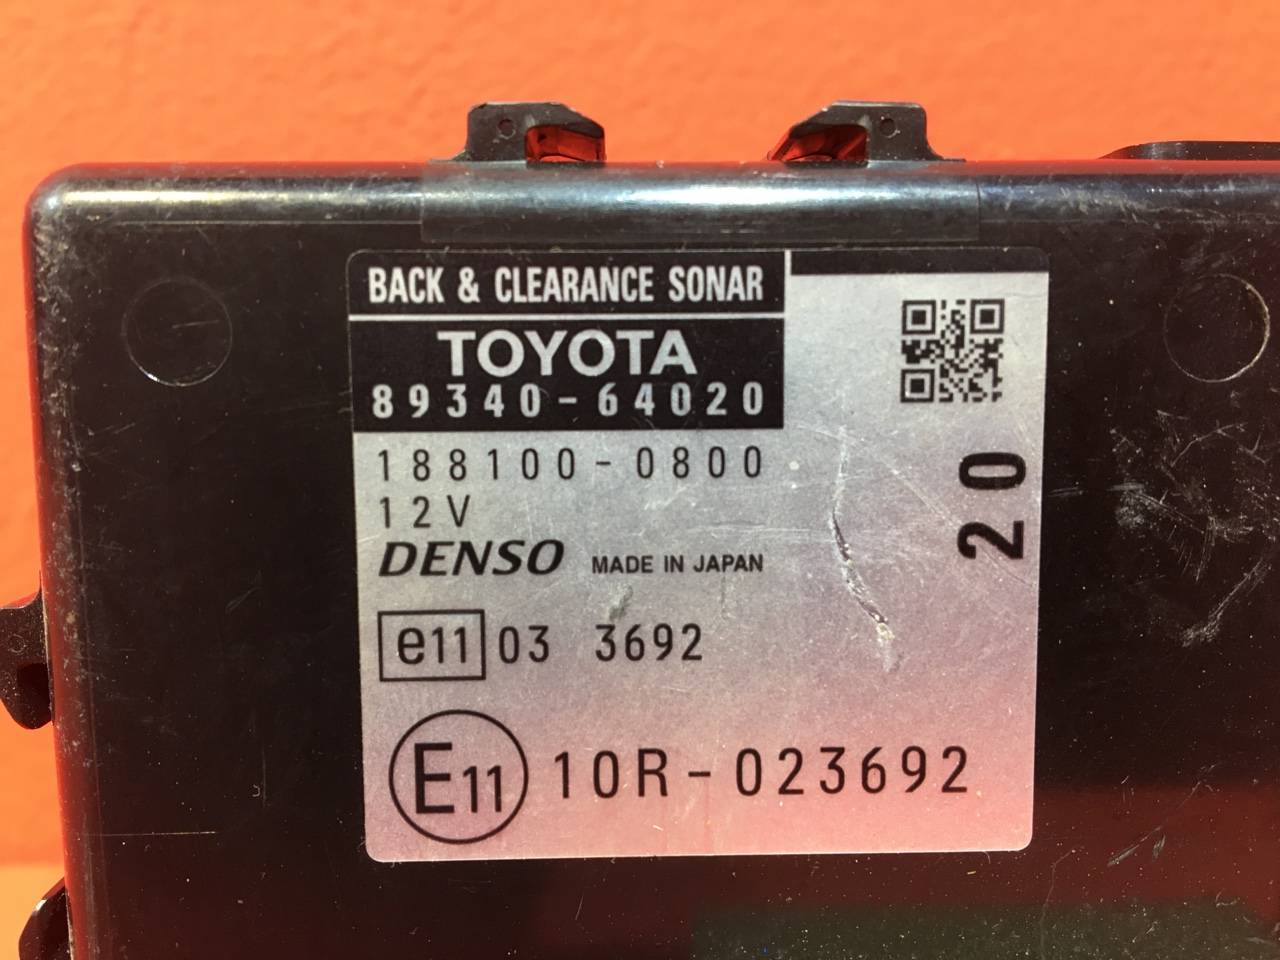 BACK & CLEARANCE SONAR
TOYOTA
89340-64020
188100-0800
12V
DENSO MADE IN JAPAN
e11 03 3692
E11 10R-023692
20